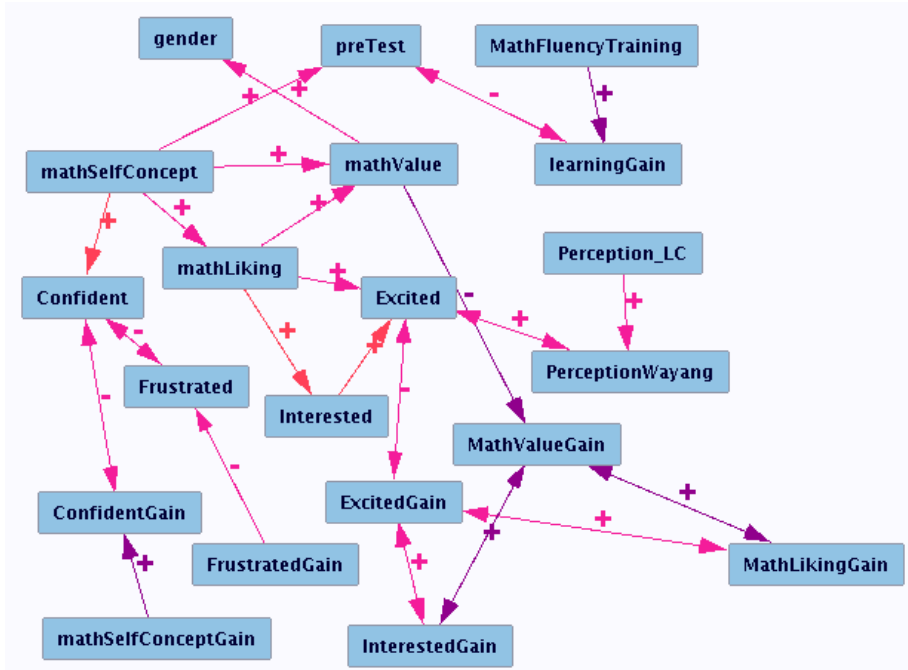 gender
preTest
MathFluencyTraining
+
+
-
+
mathSelfConcept
+
mathValue
learningGain
+
+
+
mathLiking
Perception_LC
Confident
+
Excited
-
+
+
-
+
+
PerceptionWayang
Frustrated
-
-
Interested
MathValueGain
-
ConfidentGain
ExcitedGain
+
+
+
+
+
FrustratedGain
MathLikingGain
mathSelfConceptGain
InterestedGain